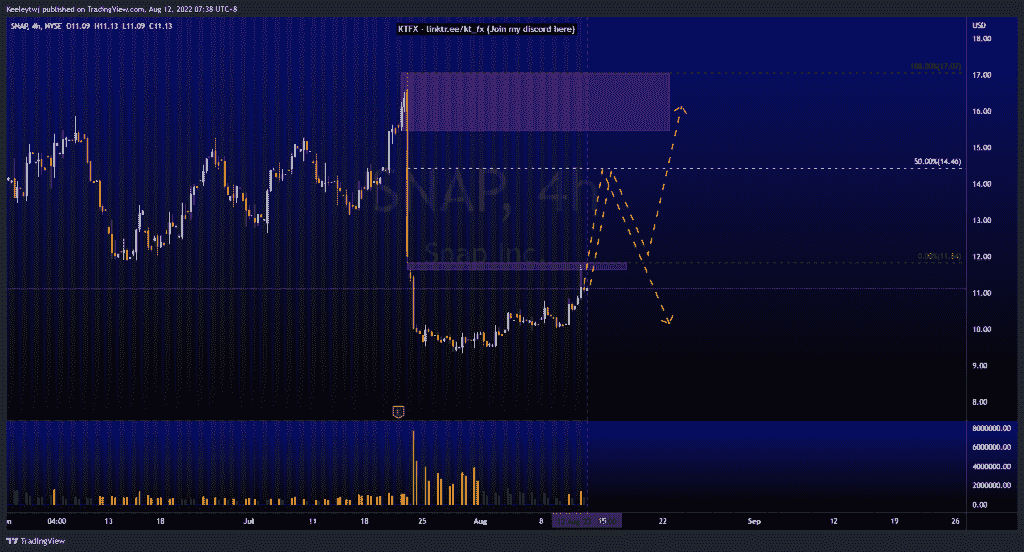 Keeleytwj published on TradingView.com, Aug 12, 2022 07:38 UTC-8
SNAP, 4h, NYSE O11.09 H11.13 L11.09 C11.13
KTFX - linktr.ee/kt_fx (Join my discord here)
USD
18.00
100.00%(17.07)
17.00
16.00
15.00
50.00%(14.46)
14.00
SNAP, 4h
13.00
Snap Inc.
12.00
11.00
10.00
9.00
8.00
8000000.00
6000000.00
4000000.00
2000000.00
0.00
04:00 13 18 Jul 11 18 25 Aug 8 15 22 Sep 12 19 26
TradingView